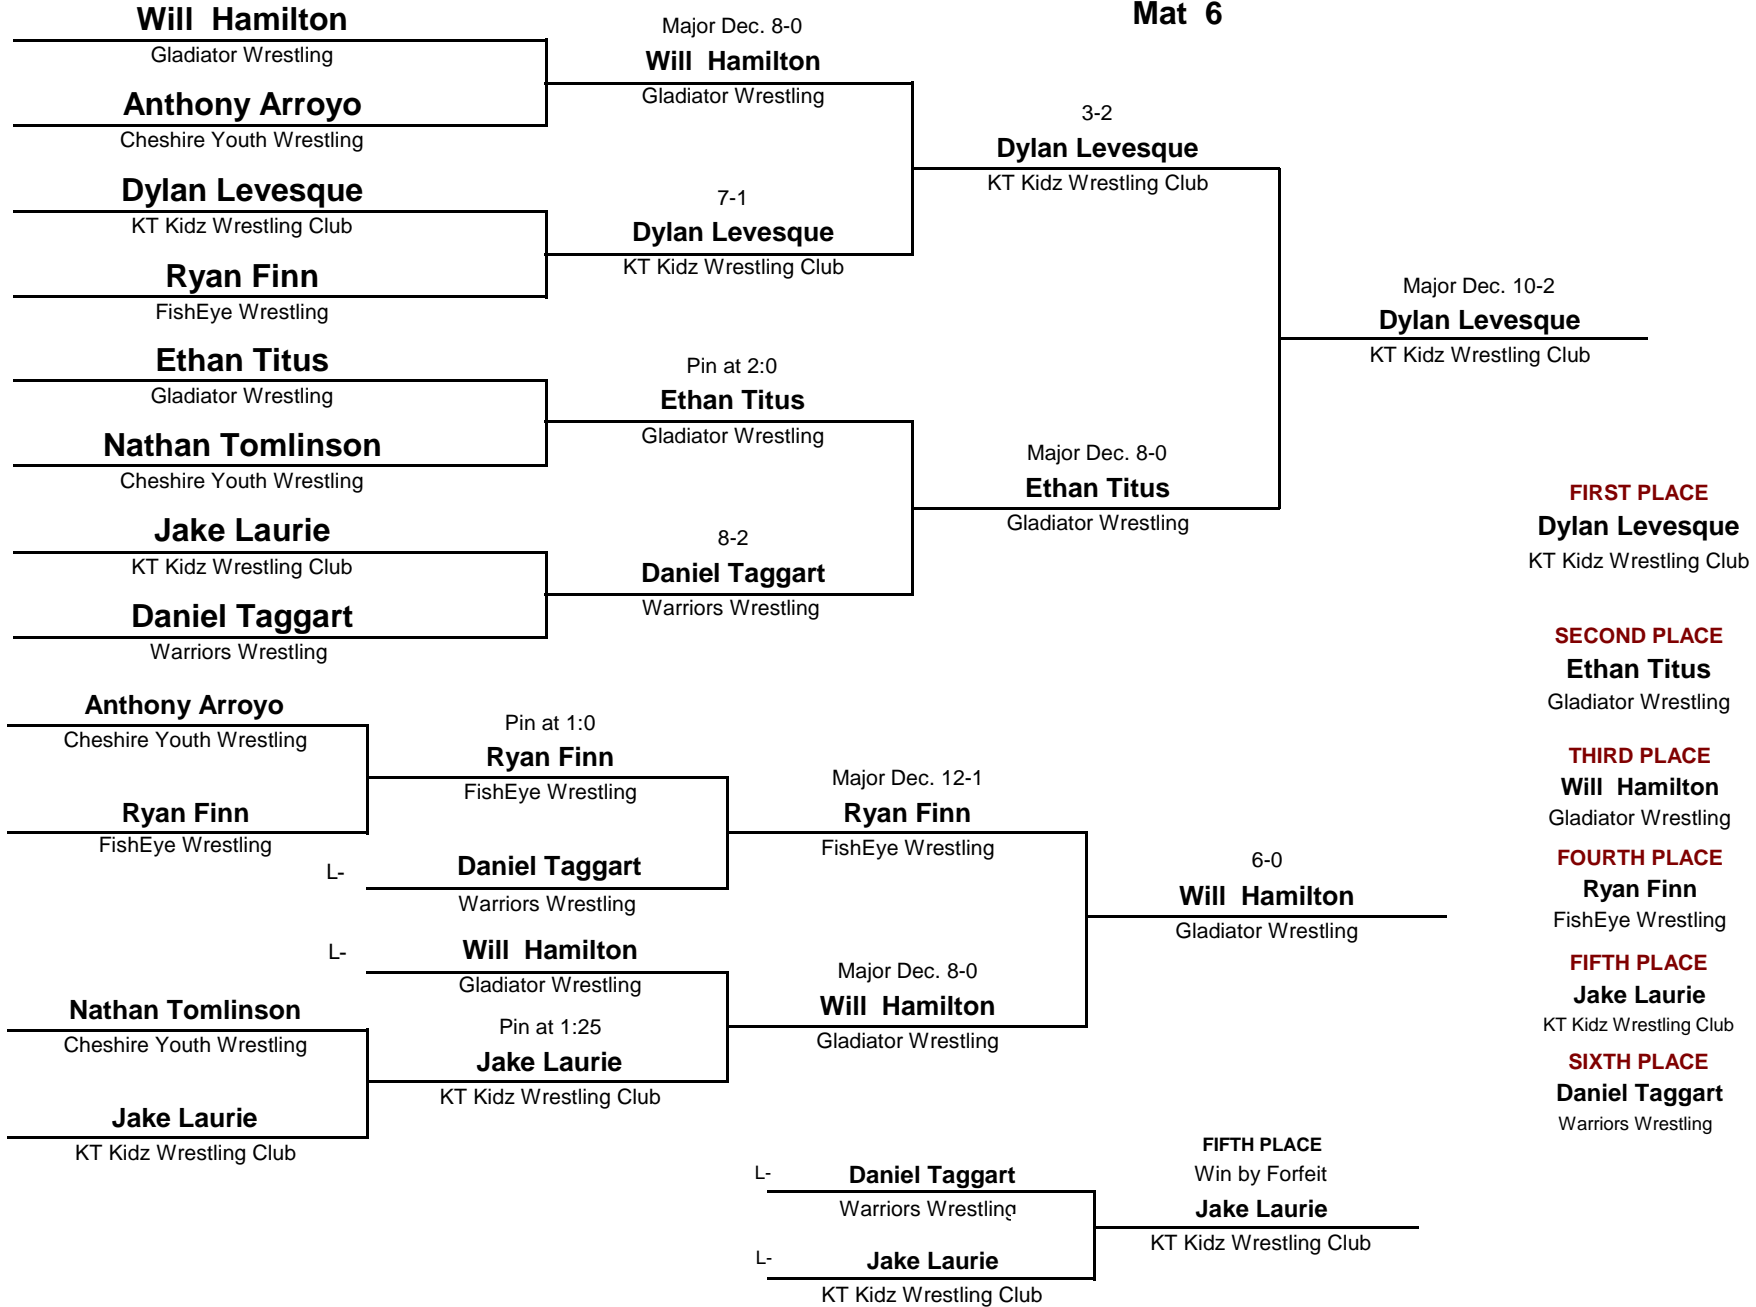 Mat 6
Will Hamilton
Gladiator Wrestling
Anthony Arroyo
Cheshire Youth Wrestling
Dylan Levesque
KT Kidz Wrestling Club
Ryan Finn
FishEye Wrestling
Ethan Titus
Gladiator Wrestling
Nathan Tomlinson
Cheshire Youth Wrestling
Jake Laurie
KT Kidz Wrestling Club
Daniel Taggart
Warriors Wrestling
Major Dec. 8-0
Will Hamilton
Gladiator Wrestling
7-1
Dylan Levesque
KT Kidz Wrestling Club
Pin at 2:0
Ethan Titus
Gladiator Wrestling
8-2
Daniel Taggart
Warriors Wrestling
3-2
Dylan Levesque
KT Kidz Wrestling Club
Major Dec. 8-0
Ethan Titus
Gladiator Wrestling
Major Dec. 10-2
Dylan Levesque
KT Kidz Wrestling Club
Anthony Arroyo
Cheshire Youth Wrestling
Ryan Finn
FishEye Wrestling
Nathan Tomlinson
Cheshire Youth Wrestling
Jake Laurie
KT Kidz Wrestling Club
Pin at 1:0
Ryan Finn
FishEye Wrestling
L-
Daniel Taggart
Warriors Wrestling
L-
Will Hamilton
Gladiator Wrestling
Pin at 1:25
Jake Laurie
KT Kidz Wrestling Club
Major Dec. 12-1
Ryan Finn
FishEye Wrestling
Major Dec. 8-0
Will Hamilton
Gladiator Wrestling
6-0
Will Hamilton
Gladiator Wrestling
L-
Daniel Taggart
Warriors Wrestling
L-
Jake Laurie
KT Kidz Wrestling Club
FIFTH PLACE
Win by Forfeit
Jake Laurie
KT Kidz Wrestling Club
FIRST PLACE
Dylan Levesque
KT Kidz Wrestling Club
SECOND PLACE
Ethan Titus
Gladiator Wrestling
THIRD PLACE
Will Hamilton
Gladiator Wrestling
FOURTH PLACE
Ryan Finn
FishEye Wrestling
FIFTH PLACE
Jake Laurie
KT Kidz Wrestling Club
SIXTH PLACE
Daniel Taggart
Warriors Wrestling